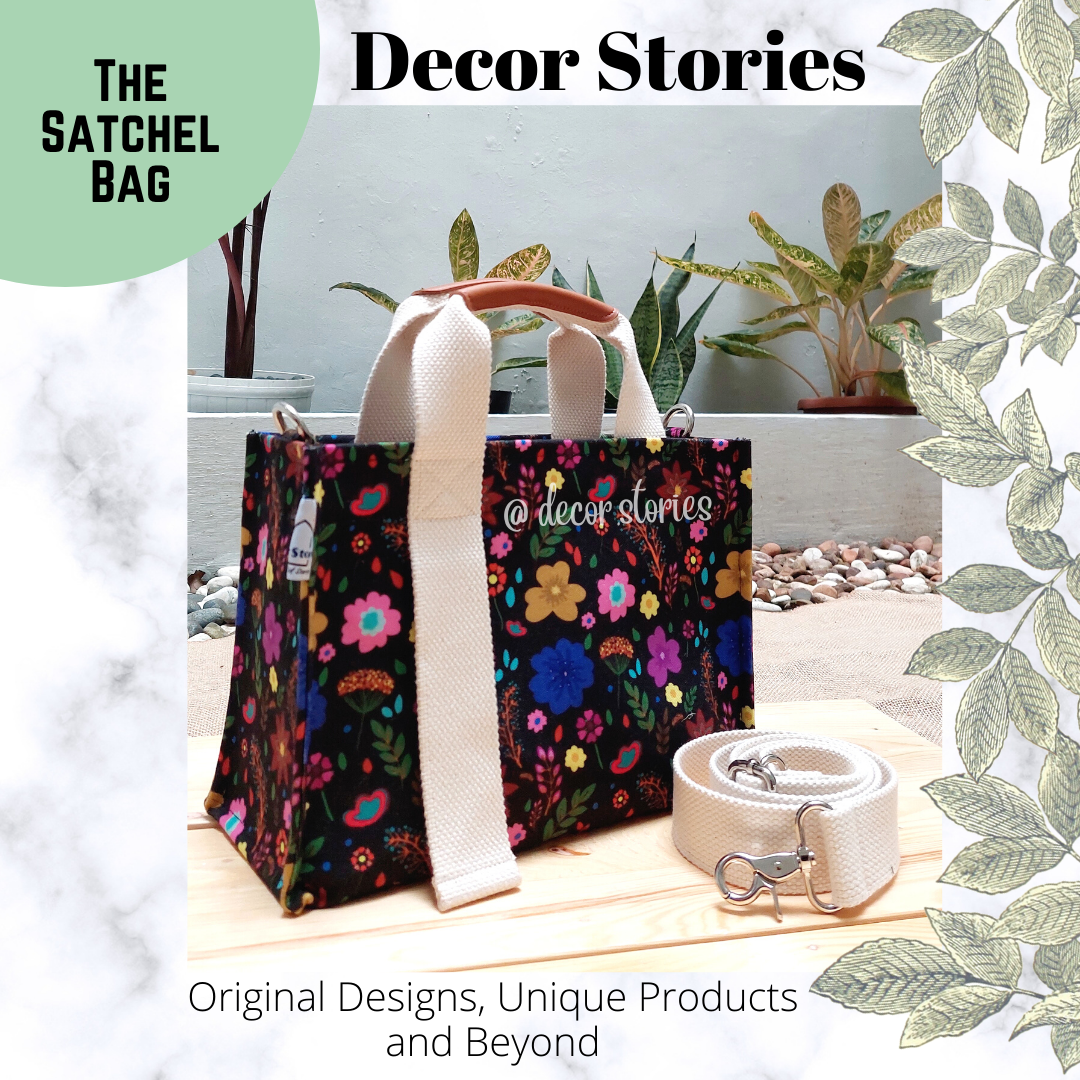 The
Satchel
Bag
Decor Stories
@ decor stories
Original Designs, Unique Products
and Beyond